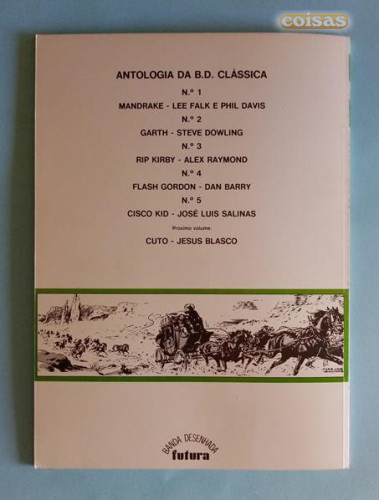 coisas
ANTOLOGIA DA B.D. CLÁSSICA
N.º 1
MANDRAKE - LEE FALK E PHIL DAVIS
N.º 2
GARTH - STEVE DOWLING
N.º 3
RIP KIRBY - ALEX RAYMOND
N.º 4
FLASH GORDON - DAN BARRY
N.º 5
CISCO KID - JOSÉ LUIS SALINAS
Próximo volume:
CUTO - JESUS BLASCO
BANDA DESENHADA
futura